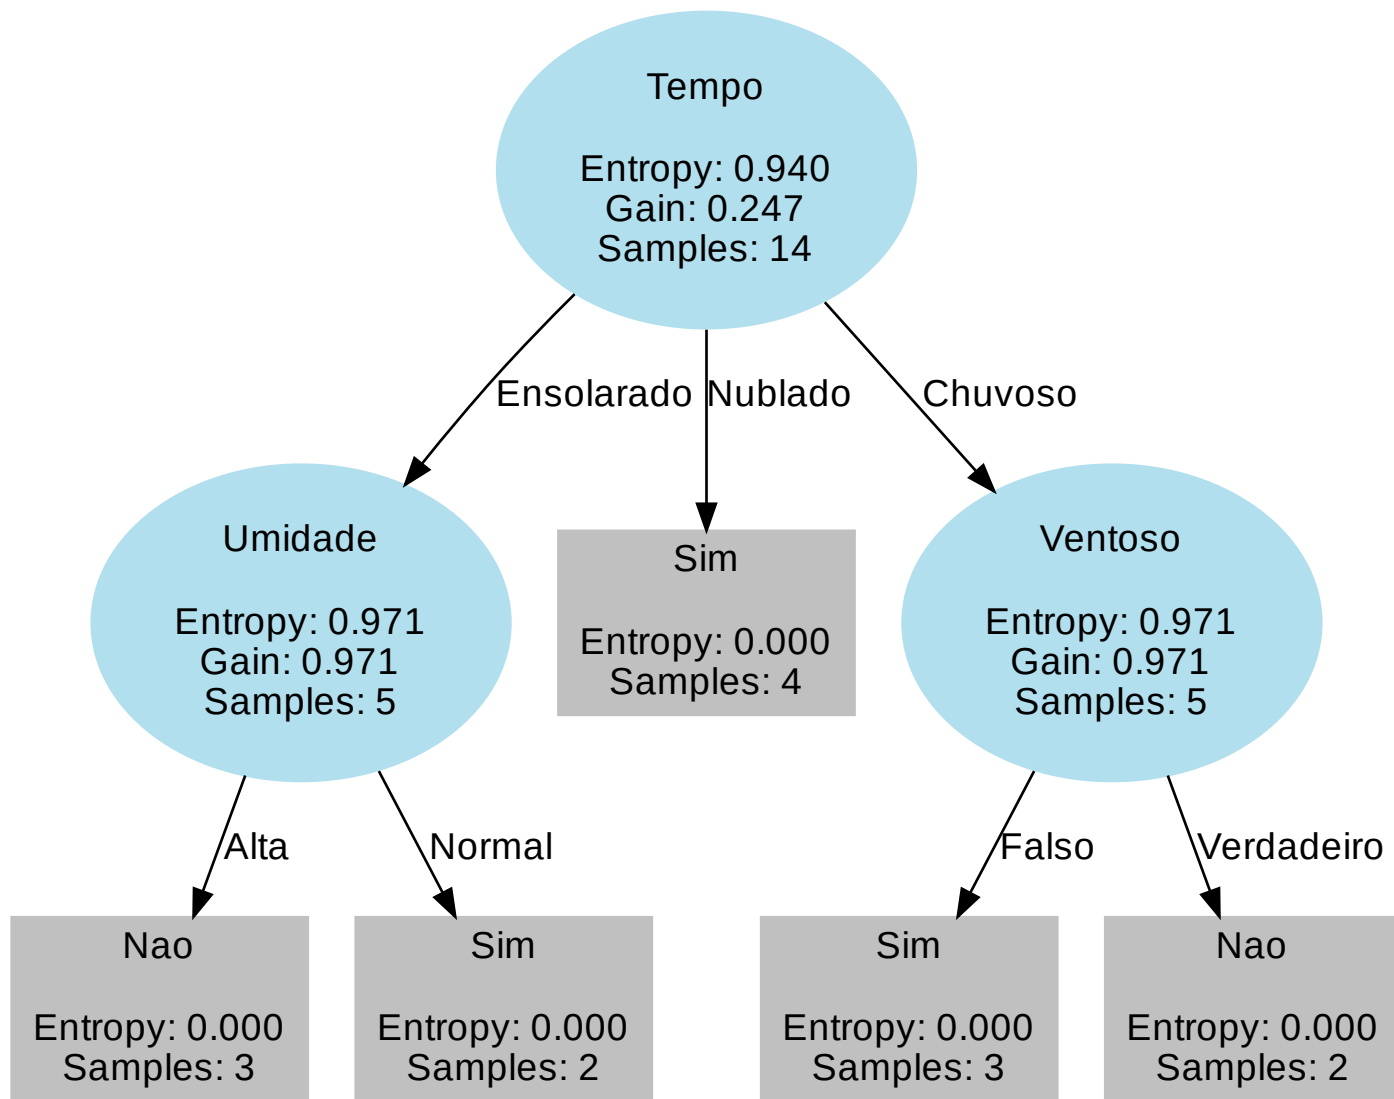 Tempo
Entropy: 0.940
Gain: 0.247
Samples: 14
Ensolarado
Nublado
Chuvoso
Umidade
Entropy: 0.971
Gain: 0.971
Samples: 5
Sim
Entropy: 0.000
Samples: 4
Ventoso
Entropy: 0.971
Gain: 0.971
Samples: 5
Alta
Normal
Falso
Verdadeiro
Nao
Entropy: 0.000
Samples: 3
Sim
Entropy: 0.000
Samples: 2
Sim
Entropy: 0.000
Samples: 3
Nao
Entropy: 0.000
Samples: 2